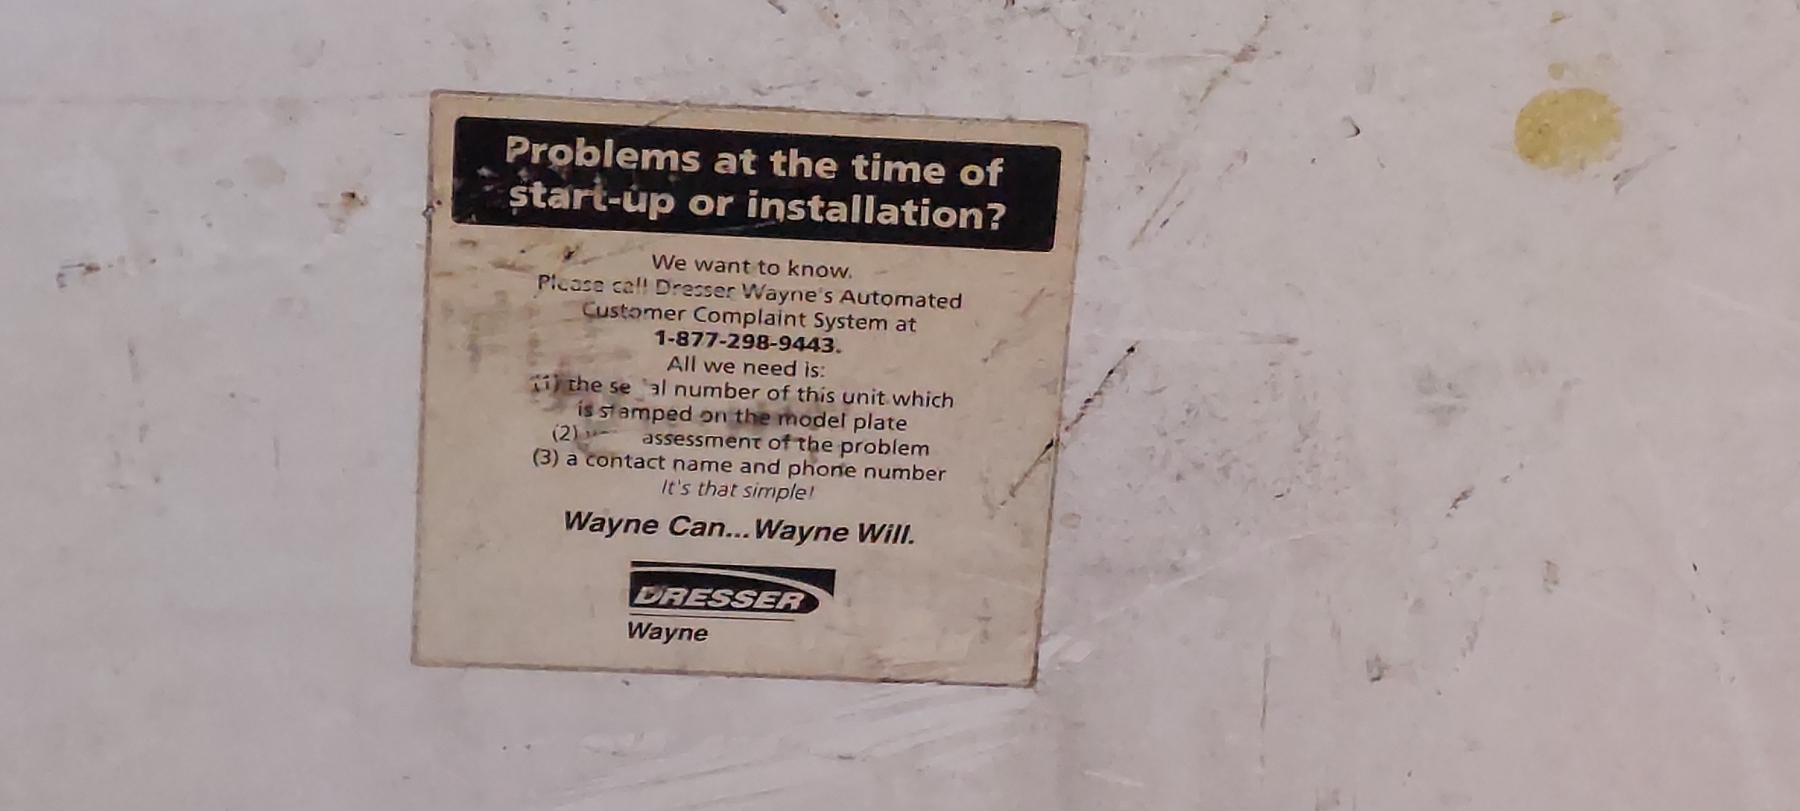 Problems at the time of
start-up or installation?
We want to know.
Please call Dresser Wayne's Automated
Customer Complaint System at
1-877-298-9443.
All we need is:
(1) the se al number of this unit which
is stamped on the model plate
(2) assessment of the problem
(3) a contact name and phone number
It's that simple!
Wayne Can...Wayne Will.
DRESSER
Wayne